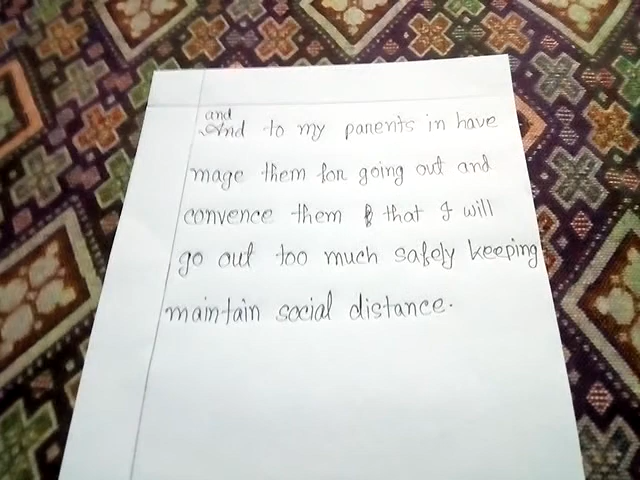 and
And to my parents in have
mage them for going out and
convence them that I will
go out too much safely keeping
maintain social distance.